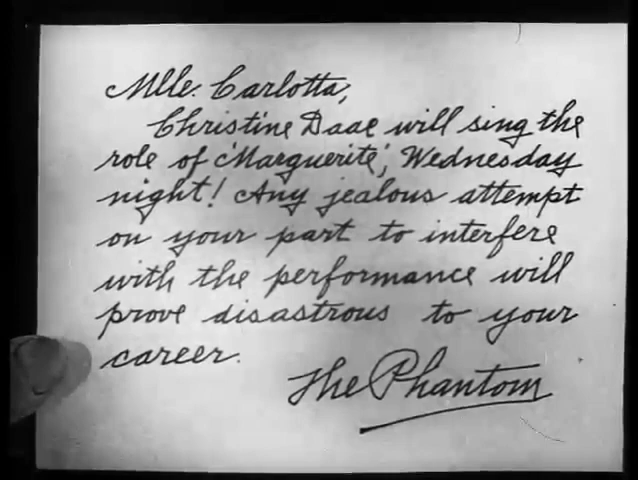 Mlle. Carlotta,
Christine Daae will sing the
role of 'Marguerite', Wednesday
night! Any jealous attempt
on your part to interfere
with the performance will
prove disastrous to your
career.
The Phantom